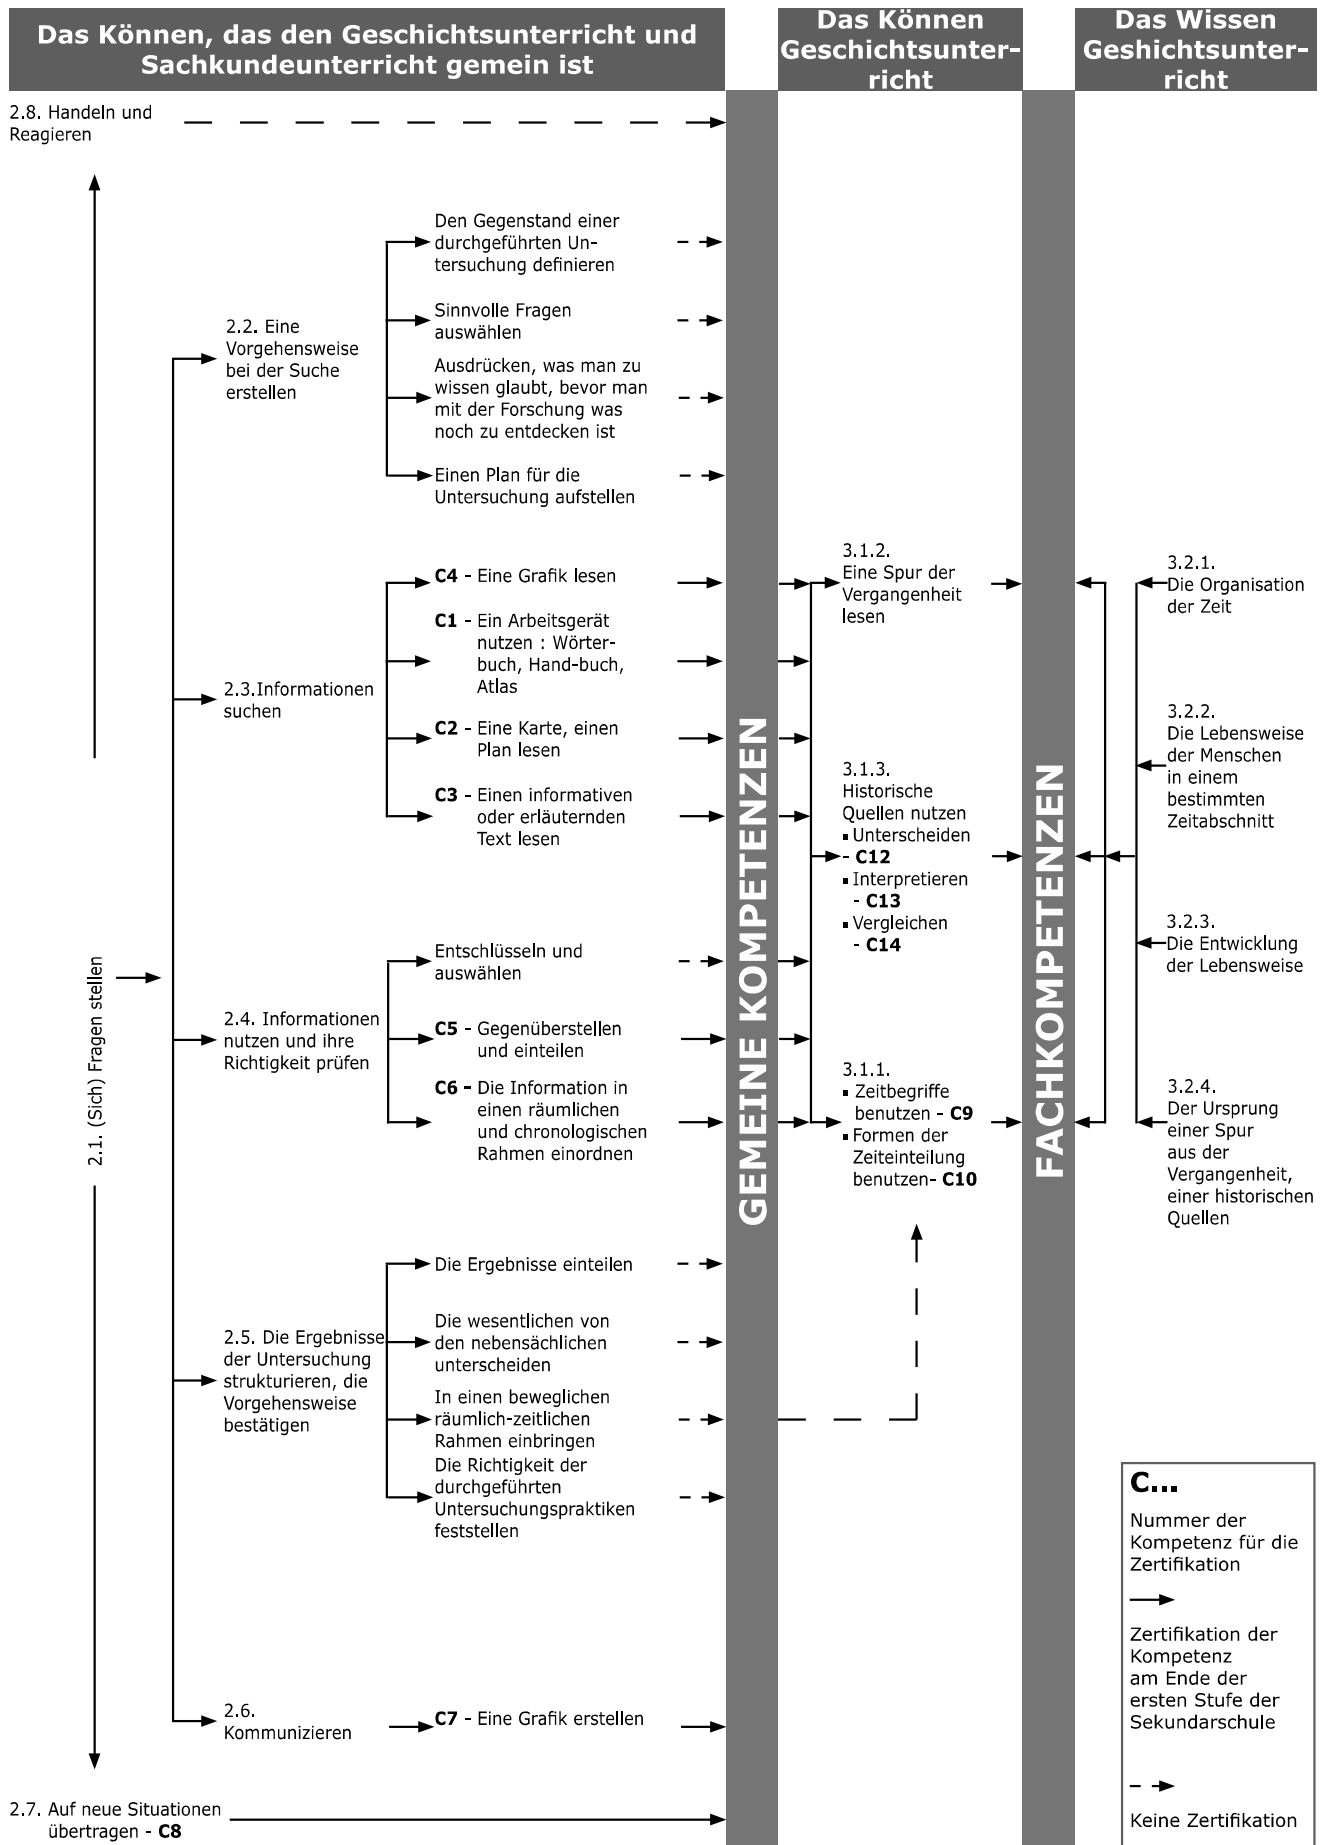 Das Können, das den Geschichtsunterricht und
Sachkundeunterricht gemein ist
Das Können
Geschichtsunter-
richt
Das Wissen
Geshichtsunter-
richt
2.8. Handeln und
Reagieren
2.1. (Sich) Fragen stellen
2.2. Eine
Vorgehensweise
bei der Suche
erstellen
Den Gegenstand einer
durchgeführten Un-
tersuchung definieren
Sinnvolle Fragen
auswählen
Ausdrücken, was man zu
wissen glaubt, bevor man
mit der Forschung was
noch zu entdecken ist
Einen Plan für die
Untersuchung aufstellen
2.3.Informationen
suchen
C4 - Eine Grafik lesen
C1 - Ein Arbeitsgerät
nutzen : Wörter-
buch, Hand-buch,
Atlas
C2 - Eine Karte, einen
Plan lesen
C3 - Einen informativen
oder erläuternden
Text lesen
2.4. Informationen
nutzen und ihre
Richtigkeit prüfen
Entschlüsseln und
auswählen
C5 - Gegenüberstellen
und einteilen
C6 - Die Information in
einen räumlichen
und chronologischen
Rahmen einordnen
2.5. Die Ergebnisse
der Untersuchung
strukturieren, die
Vorgehensweise
bestätigen
Die Ergebnisse einteilen
Die wesentlichen von
den nebensächlichen
unterscheiden
In einen beweglichen
räumlich-zeitlichen
Rahmen einbringen
Die Richtigkeit der
durchgeführten
Untersuchungspraktiken
feststellen
2.6.
Kommunizieren
C7 - Eine Grafik erstellen
2.7. Auf neue Situationen
übertragen - C8
GEMEINE KOMPETENZEN
3.1.2.
Eine Spur der
Vergangenheit
lesen
3.1.3.
Historische
Quellen nutzen
▪ Unterscheiden
- C12
▪ Interpretieren
- C13
▪ Vergleichen
- C14
3.1.1.
▪ Zeitbegriffe
benutzen - C9
▪ Formen der
Zeiteinteilung
benutzen- C10
FACHKOMPETENZEN
3.2.1.
Die Organisation
der Zeit
3.2.2.
Die Lebensweise
der Menschen
in einem
bestimmten
Zeitabschnitt
3.2.3.
Die Entwicklung
der Lebensweise
3.2.4.
Der Ursprung
einer Spur
aus der
Vergangenheit,
einer historischen
Quellen
C...
Nummer der
Kompetenz für die
Zertifikation
Zertifikation der
Kompetenz
am Ende der
ersten Stufe der
Sekundarschule
Keine Zertifikation